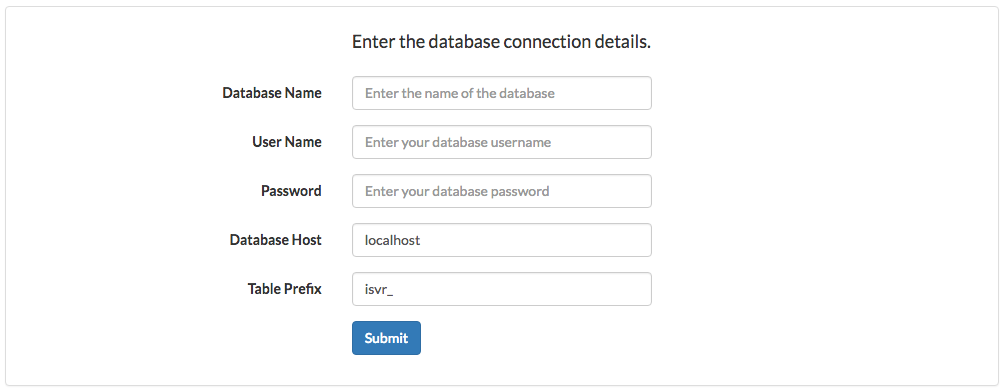 Enter the database connection details.
Database Name Enter the name of the database
User Name Enter your database username
Password Enter your database password
Database Host localhost
Table Prefix isvr_
Submit